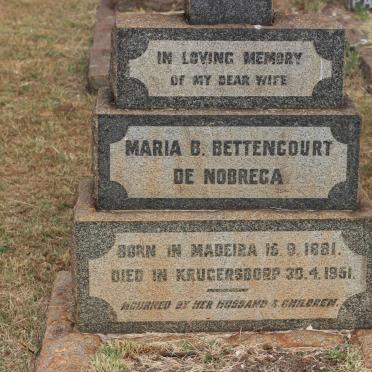 IN LOVING MEMORY
OF MY DEAR WIFE
MARIA B. BETTENCOURT
DE NOBREGA
BORN IN MADEIRA 16.9.1881.
DIED IN KRUGERSDORP 30.4.1951.
MOURNED BY HER HUSBAND & CHILDREN.